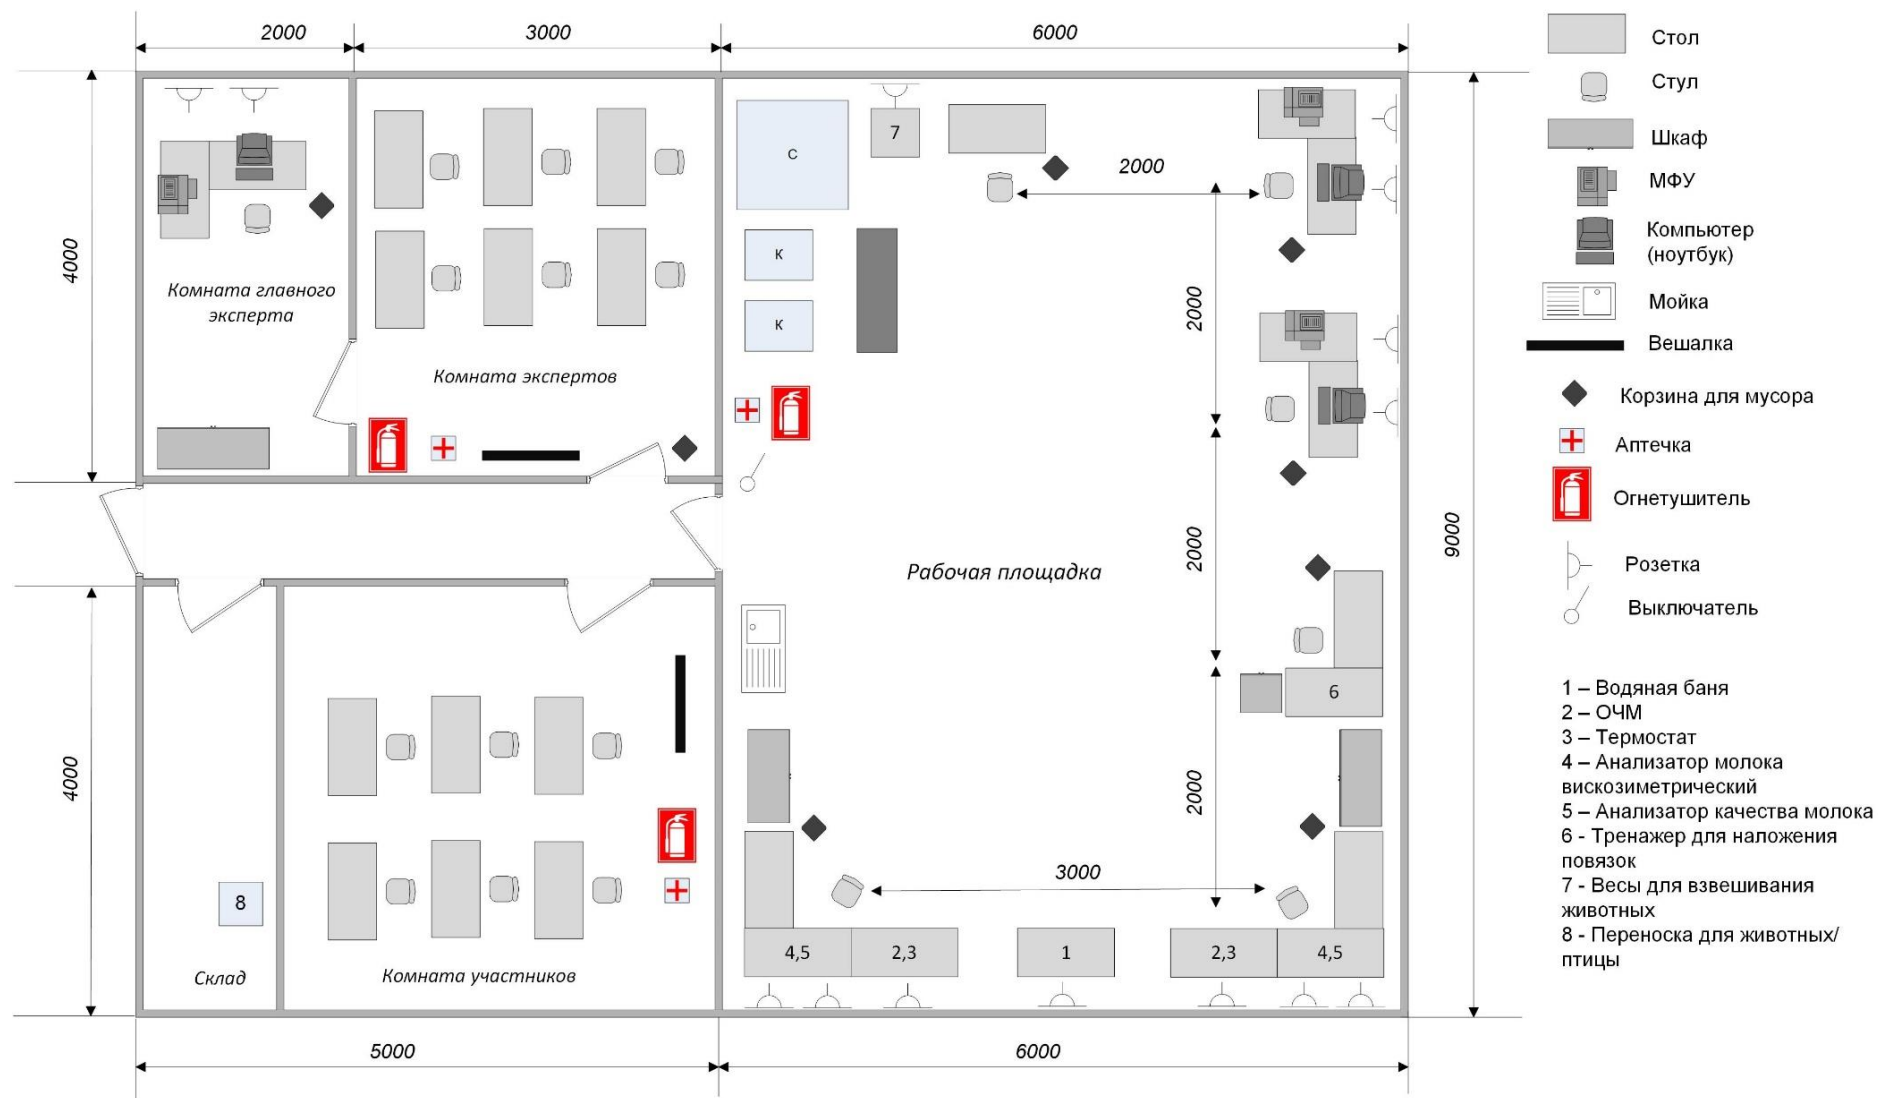 2000
3000
6000
4000
9000
Комната главного
эксперта
Комната экспертов
С
К
К
7
2000
2000
2000
2000
Рабочая площадка
6
3000
4,5
2,3
1
2,3
4,5
4000
8
Склад
Комната участников
5000
6000
Стол
Стул
Шкаф
МФУ
Компьютер
(ноутбук)
Мойка
Вешалка
Корзина для мусора
Аптечка
Огнетушитель
Розетка
Выключатель
1 – Водяная баня
2 – ОЧМ
3 – Термостат
4 – Анализатор молока
вискозиметрический
5 – Анализатор качества молока
6 - Тренажер для наложения
повязок
7 - Весы для взвешивания
животных
8 - Переноска для животных/
птицы